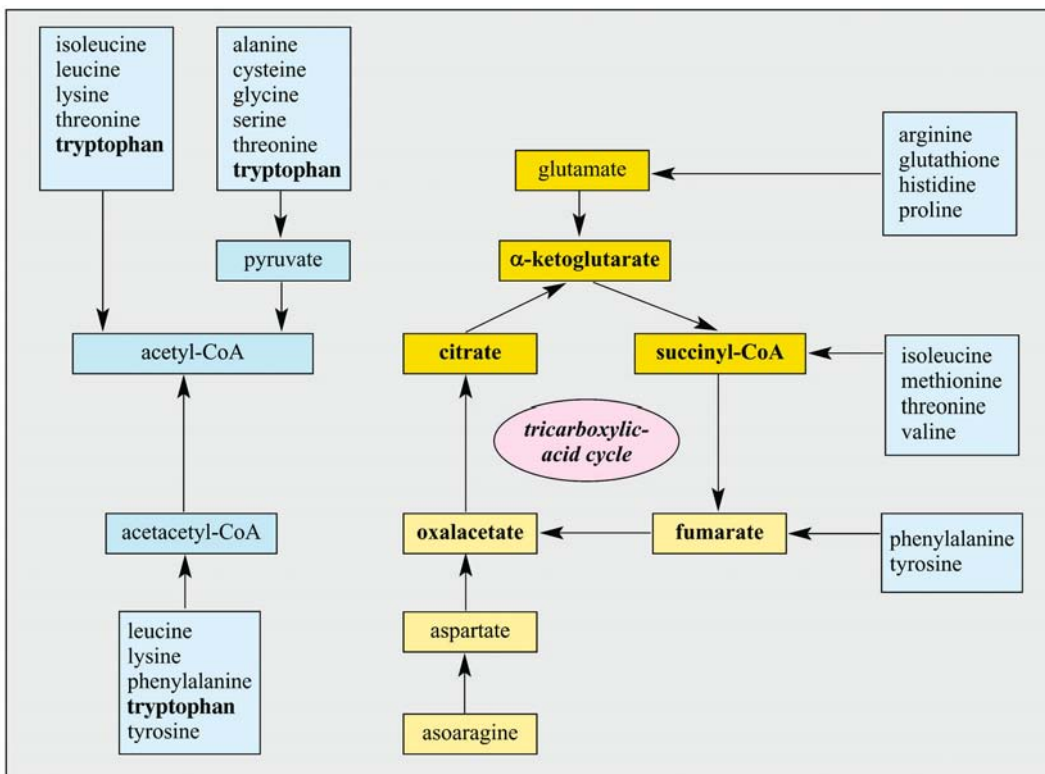 isoleucine
leucine
lysine
threonine
tryptophan
alanine
cysteine
glycine
serine
threonine
tryptophan
pyruvate
acetyl-CoA
acetacetyl-CoA
leucine
lysine
phenylalanine
tryptophan
tyrosine
glutamate
arginine
glutathione
histidine
proline
α-ketoglutarate
citrate
succinyl-CoA
isoleucine
methionine
threonine
valine
tricarboxylic-
acid cycle
oxalacetate
fumarate
phenylalanine
tyrosine
aspartate
asoaragine